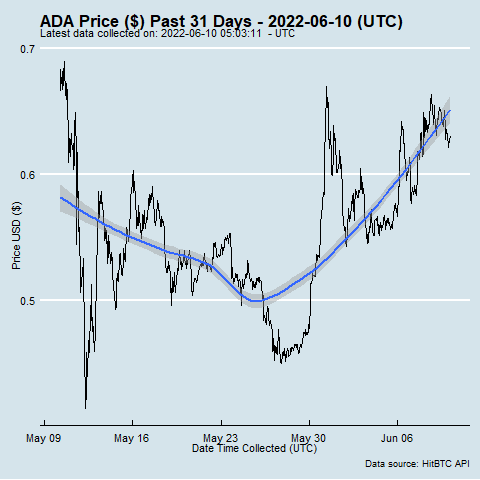 ADA Price ($) Past 31 Days - 2022-06-10 (UTC)
Latest data collected on: 2022-06-10 05:03:11 - UTC
0.7
0.6
0.5
Price USD ($)
May 09 May 16 May 23 May 30 Jun 06
Date Time Collected (UTC)
Data source: HitBTC API